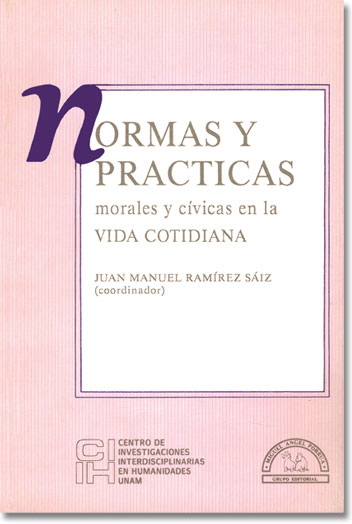 nORMAS Y
PRACTICAS
morales y cívicas en la
VIDA COTIDIANA
JUAN MANUEL RAMÍREZ SÁIZ
(coordinador)
CIIH
CENTRO DE
INVESTIGACIONES
INTERDISCIPLINARIAS
EN HUMANIDADES
UNAM
MIGUEL ANGEL PORRUA
GRUPO EDITORIAL